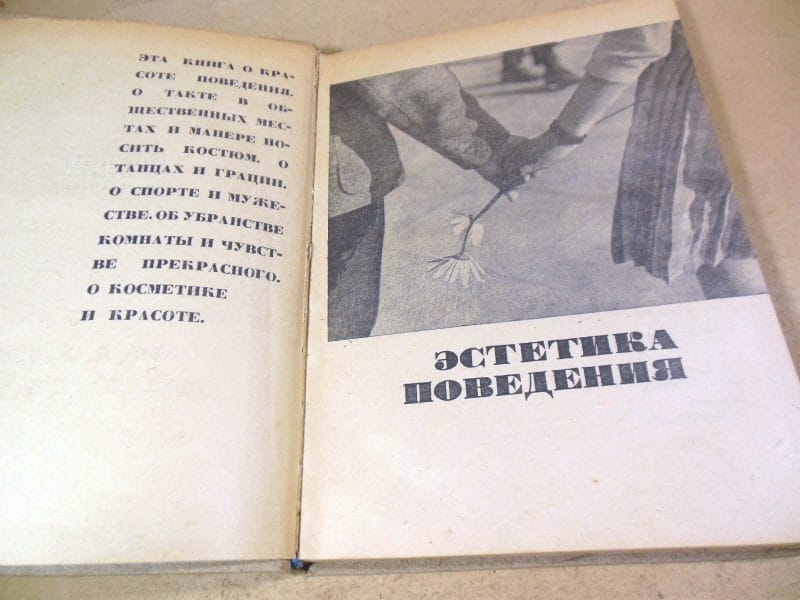 ЭТА КНИГА О КРА-
СОТЕ ПОВЕДЕНИЯ.
О ТАКТЕ В ОБ-
ЩЕСТВЕННЫХ МЕС-
ТАХ И МАНЕРЕ НО-
СИТЬ КОСТЮМ. О
ТАНЦАХ И ГРАЦИИ.
О СПОРТЕ И МУЖЕ-
СТВЕ. ОБ УБРАНСТВЕ
КОМНАТЫ И ЧУВСТ-
ВЕ ПРЕКРАСНОГО.
О КОСМЕТИКЕ
И КРАСОТЕ.
ЭСТЕТИКА
ПОВЕДЕНИЯ